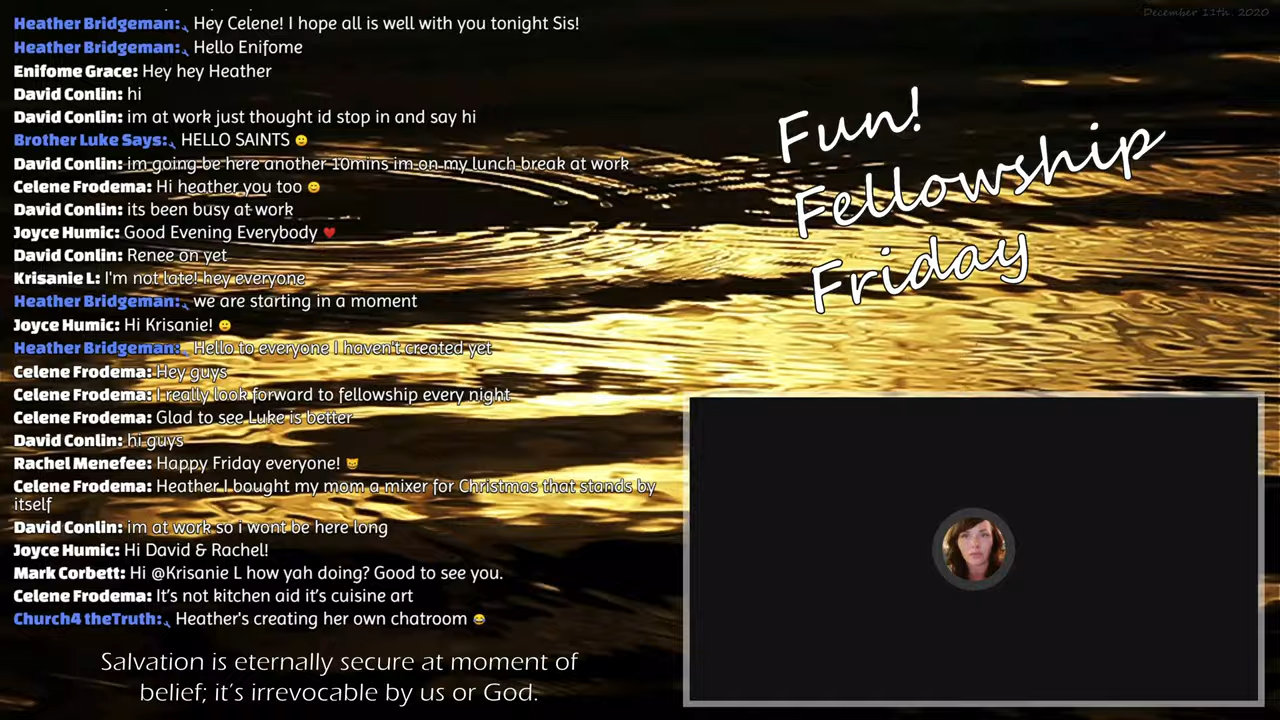 Heather Bridgeman: Hey Celene! I hope all is well with you tonight Sis!
Heather Bridgeman: Hello Enifome
Enifome Grace: Hey hey Heather
David Conlin: hi
David Conlin: im at work just thought id stop in and say hi
Brother Luke Says: HELLO SAINTS 🙂
David Conlin: im going be here another 10mins im on my lunch break at work
Celene Frodema: Hi heather you too 😊
David Conlin: its been busy at work
Joyce Humic: Good Evening Everybody ♥
David Conlin: Renee on yet
Krisanie L: I'm not late! hey everyone
Heather Bridgeman: we are starting in a moment
Joyce Humic: Hi Krisanie! 🙂
Heather Bridgeman: Hello to everyone I haven't created yet
Celene Frodema: Hey guys
Celene Frodema: I really look forward to fellowship every night
Celene Frodema: Glad to see Luke is better
David Conlin: hi guys
Rachel Menefee: Happy Friday everyone! 😺
Celene Frodema: Heather I bought my mom a mixer for Christmas that stands by
itself
David Conlin: im at work so i wont be here long
Joyce Humic: Hi David & Rachel!
Mark Corbett: Hi @Krisanie L how yah doing? Good to see you.
Celene Frodema: It's not kitchen aid it's cuisine art
Church4 theTruth: Heather's creating her own chatroom 😂
Salvation is eternally secure at moment of
belief; it's irrevocable by us or God.
December 11th, 2020
Fun!
Fellowship
Friday